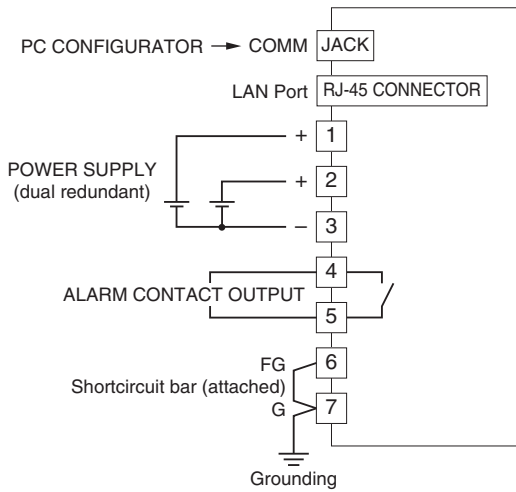 PC CONFIGURATOR → COMM JACK
LAN Port RJ-45 CONNECTOR
+ 1
POWER SUPPLY
(dual redundant)
+ 2
– 3
4
ALARM CONTACT OUTPUT
5
FG 6
Shortcircuit bar (attached)
G 7
Grounding